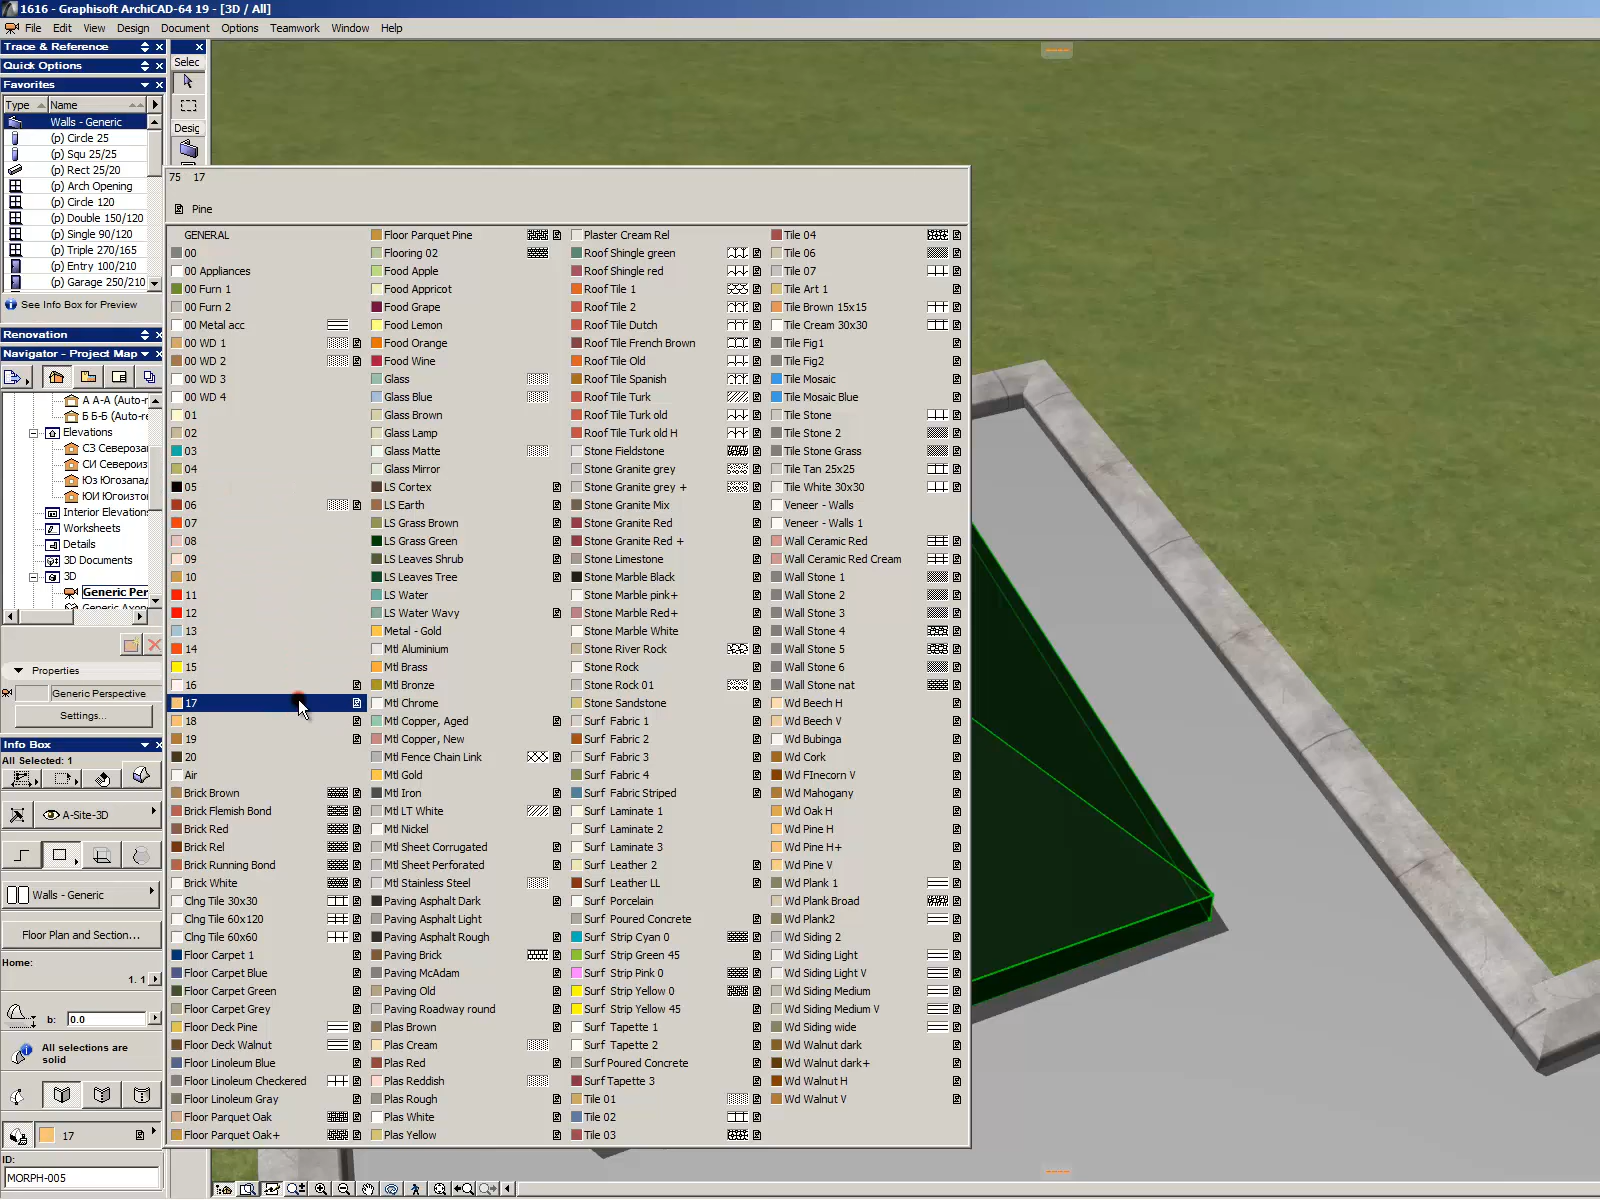 1616 - Graphisoft ArchiCAD-64 19 - [3D / All]
File Edit View Design Document Options Teamwork Window Help
Trace & Reference
Quick Options
Favorites
Type Name
Walls - Generic
(p) Circle 25
(p) Squ 25/25
(p) Rect 25/20
(p) Arch Opening
(p) Circle 120
(p) Double 150/120
(p) Single 90/120
(p) Triple 270/165
(p) Entry 100/210
(p) Garage 250/210
See Info Box for Preview
Renovation
Navigator - Project Map
А А-А (Auto-r
Б Б-Б (Auto-re
Elevations
СЗ Северозап
СИ Североиз
Юз Югозапад
ЮИ Югоизто
Interior Elevations
Worksheets
Details
3D Documents
3D
Generic Per
Generic Axon
Properties
Generic Perspective
Settings...
Info Box
All Selected: 1
A-Site-3D
Walls - Generic
Floor Plan and Section...
Home:
1. 1
b: 0.0
All selections are
solid
17
ID:
MORPH-005
Selec
Desig
75 17
Pine
GENERAL
00
00 Appliances
00 Furn 1
00 Furn 2
00 Metal acc
00 WD 1
00 WD 2
00 WD 3
00 WD 4
01
02
03
04
05
06
07
08
09
10
11
12
13
14
15
16
17
18
19
20
Air
Brick Brown
Brick Flemish Bond
Brick Red
Brick Rel
Brick Running Bond
Brick White
Clng Tile 30x30
Clng Tile 60x120
Clng Tile 60x60
Floor Carpet 1
Floor Carpet Blue
Floor Carpet Green
Floor Carpet Grey
Floor Deck Pine
Floor Deck Walnut
Floor Linoleum Blue
Floor Linoleum Checkered
Floor Linoleum Gray
Floor Parquet Oak
Floor Parquet Oak+
Floor Parquet Pine
Flooring 02
Food Apple
Food Appricot
Food Grape
Food Lemon
Food Orange
Food Wine
Glass
Glass Blue
Glass Brown
Glass Lamp
Glass Matte
Glass Mirror
LS Cortex
LS Earth
LS Grass Brown
LS Grass Green
LS Leaves Shrub
LS Leaves Tree
LS Water
LS Water Wavy
Metal - Gold
Mtl Aluminium
Mtl Brass
Mtl Bronze
Mtl Chrome
Mtl Copper, Aged
Mtl Copper, New
Mtl Fence Chain Link
Mtl Gold
Mtl Iron
Mtl LT White
Mtl Nickel
Mtl Sheet Corrugated
Mtl Sheet Perforated
Mtl Stainless Steel
Paving Asphalt Dark
Paving Asphalt Light
Paving Asphalt Rough
Paving Brick
Paving McAdam
Paving Old
Paving Roadway round
Plas Brown
Plas Cream
Plas Red
Plas Reddish
Plas Rough
Plas White
Plas Yellow
Plaster Cream Rel
Roof Shingle green
Roof Shingle red
Roof Tile 1
Roof Tile 2
Roof Tile Dutch
Roof Tile French Brown
Roof Tile Old
Roof Tile Spanish
Roof Tile Turk
Roof Tile Turk old
Roof Tile Turk old H
Stone Fieldstone
Stone Granite grey
Stone Granite grey +
Stone Granite Mix
Stone Granite Red
Stone Granite Red +
Stone Limestone
Stone Marble Black
Stone Marble pink+
Stone Marble Red+
Stone Marble White
Stone River Rock
Stone Rock
Stone Rock 01
Stone Sandstone
Surf Fabric 1
Surf Fabric 2
Surf Fabric 3
Surf Fabric 4
Surf Fabric Striped
Surf Laminate 1
Surf Laminate 2
Surf Laminate 3
Surf Leather 2
Surf Leather LL
Surf Porcelain
Surf Poured Concrete
Surf Strip Cyan 0
Surf Strip Green 45
Surf Strip Pink 0
Surf Strip Yellow 0
Surf Strip Yellow 45
Surf Tapette 1
Surf Tapette 2
Surf Poured Concrete
Surf Tapette 3
Tile 01
Tile 02
Tile 03
Tile 04
Tile 06
Tile 07
Tile Art 1
Tile Brown 15x15
Tile Cream 30x30
Tile Fig1
Tile Fig2
Tile Mosaic
Tile Mosaic Blue
Tile Stone
Tile Stone 2
Tile Stone Grass
Tile Tan 25x25
Tile White 30x30
Veneer - Walls
Veneer - Walls 1
Wall Ceramic Red
Wall Ceramic Red Cream
Wall Stone 1
Wall Stone 2
Wall Stone 3
Wall Stone 4
Wall Stone 5
Wall Stone 6
Wall Stone nat
Wd Beech H
Wd Beech V
Wd Bubinga
Wd Cork
Wd FInecorn V
Wd Mahogany
Wd Oak H
Wd Pine H
Wd Pine H+
Wd Pine V
Wd Plank 1
Wd Plank Broad
Wd Plank2
Wd Siding 2
Wd Siding Light
Wd Siding Light V
Wd Siding Medium
Wd Siding Medium V
Wd Siding wide
Wd Walnut dark
Wd Walnut dark+
Wd Walnut H
Wd Walnut V